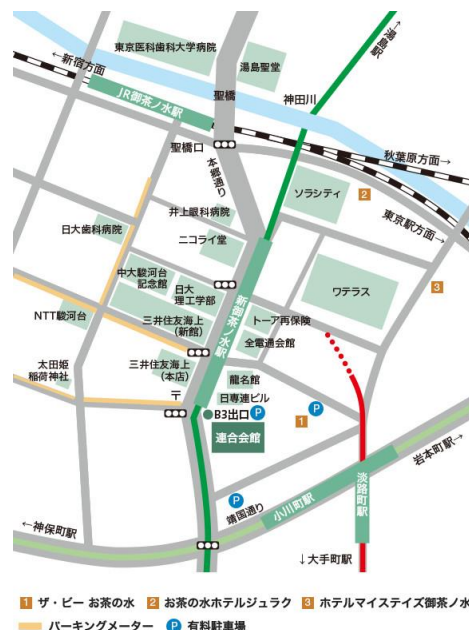 東京医科歯科大学病院
←新宿方面
湯島聖堂
→湯島駅
JR御茶ノ水駅
聖橋
神田川
聖橋口
本郷通り
秋葉原方面→
ソラシティ
2
東京駅方面→
井上眼科病院
日大歯科病院
ニコライ堂
中大駿河台
記念館
日大
理工学部
ワテラス
3
新御茶ノ水駅
NTT駿河台
三井住友海上
(新館)
トーア再保険
全電通会館
太田姫
稲荷神社
三井住友海上
(本店)
龍名館
〒
日専連ビル
B3出口 P
1 P
連合会館
淡路町駅
岩本町駅→
P
靖国通り
小川町駅
←神保町駅
↓大手町駅
1 ザ・ビー お茶の水 2 お茶の水ホテルジュラク 3 ホテルマイステイズ御茶ノ水
パーキングメーター P 有料駐車場